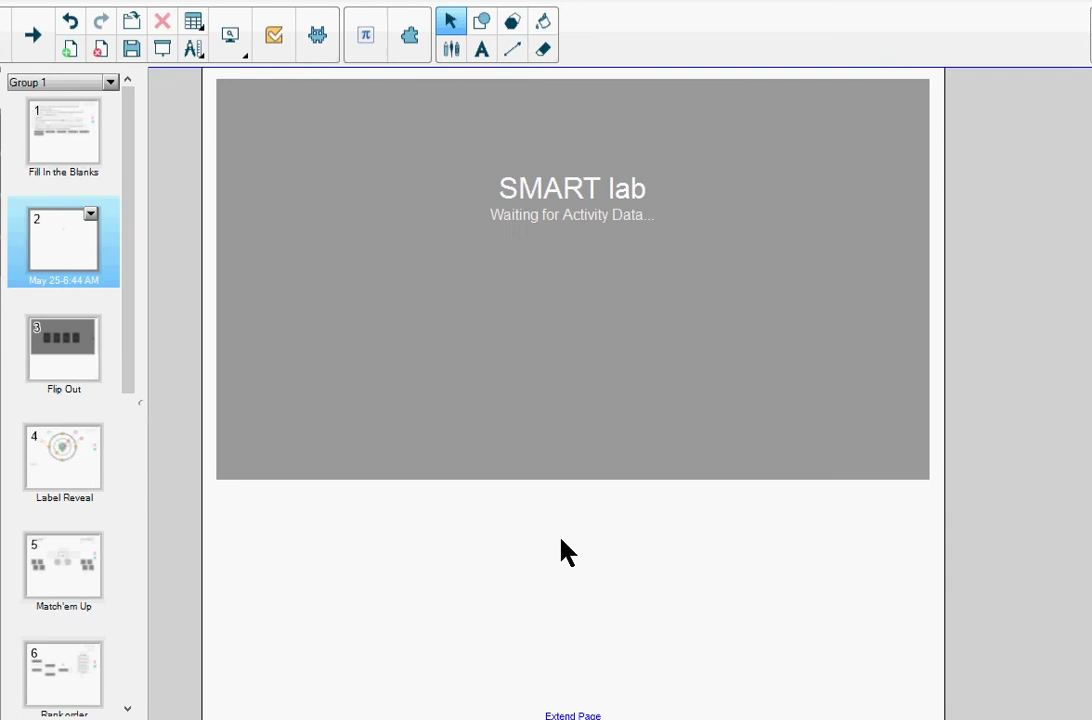 Group 1
1
Fill In the Blanks
2
May 25-6:44 AM
3
Flip Out
4
Label Reveal
5
Match'em Up
6
Rank order
π
A
SMART lab
Waiting for Activity Data...
Extend Page